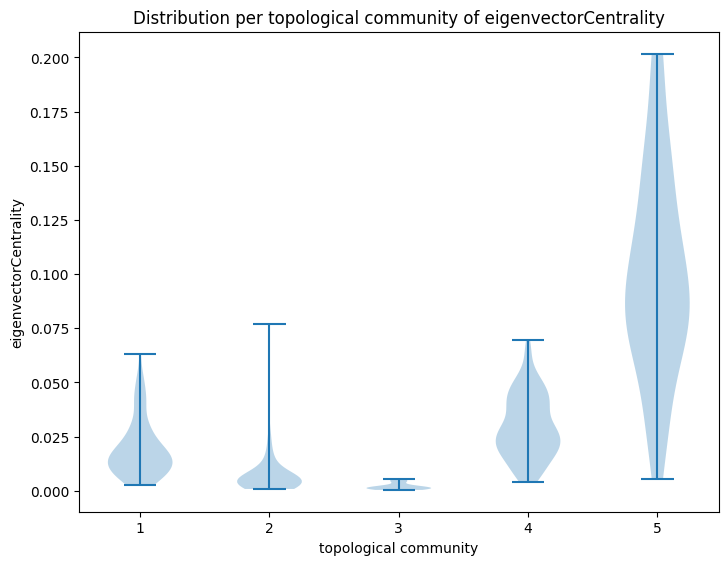 Distribution per topological community of eigenvectorCentrality
eigenvectorCentrality
0.200
0.175
0.150
0.125
0.100
0.075
0.050
0.025
0.000
1 2 3 4 5
topological community